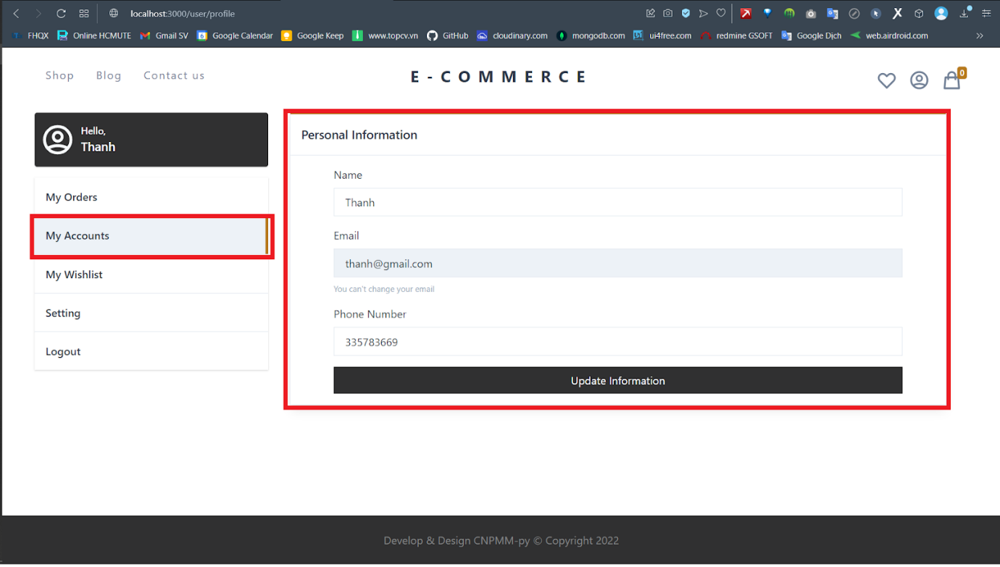 localhost:3000/user/profile
FHQX Online HCMUTE Gmail SV Google Calendar Google Keep www.topcv.vn GitHub cloudinary.com mongodb.com ui4free.com redmine GSOFT Google Dịch web.airdroid.com »
Shop Blog Contact us E-COMMERCE 0
Hello,
Thanh
My Orders
My Accounts
My Wishlist
Setting
Logout
Personal Information
Name
Thanh
Email
thanh@gmail.com
You can't change your email
Phone Number
335783669
Update Information
Develop & Design CNPMM-py © Copyright 2022